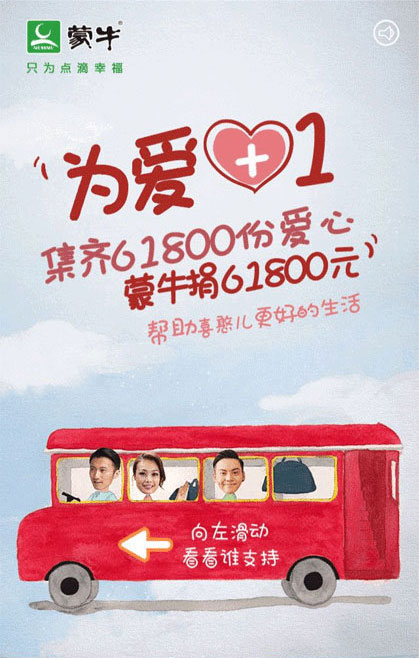 蒙牛
只为点滴幸福
为爱+1
集齐61800份爱心
蒙牛捐61800元
帮助喜憨儿更好的生活
向左滑动
看看谁支持